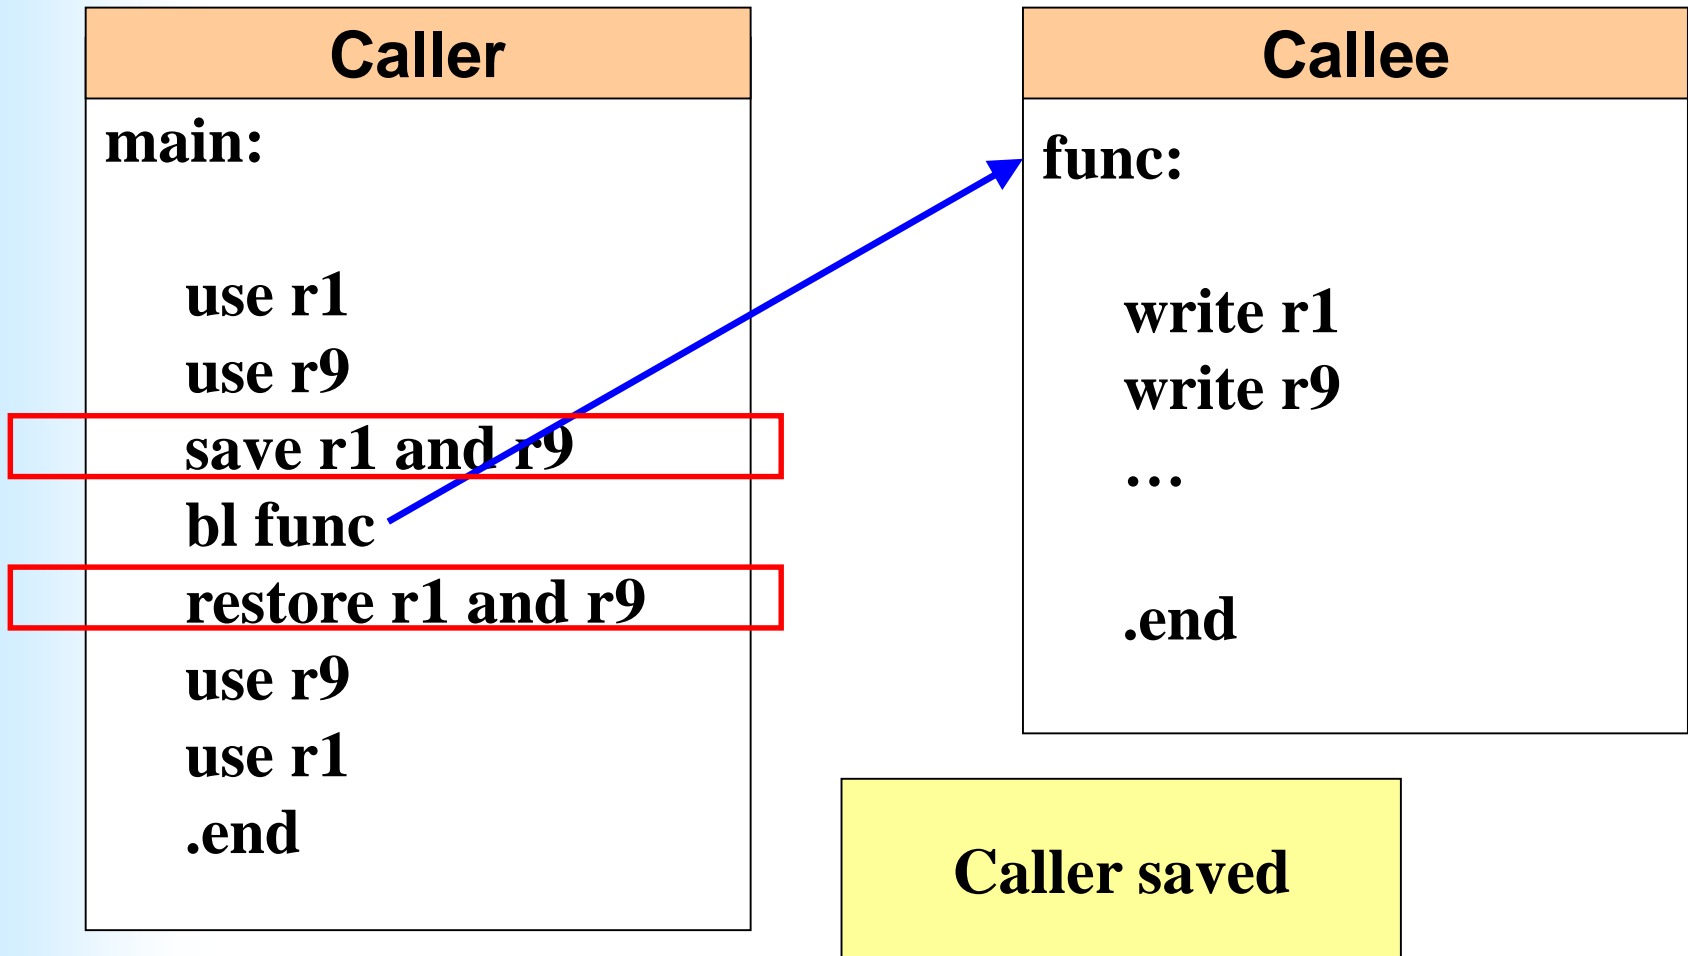 Caller
main:
use r1
use r9
save r1 and r9
bl func
restore r1 and r9
use r9
use r1
.end
Callee
func:
write r1
write r9
…
.end
Caller saved